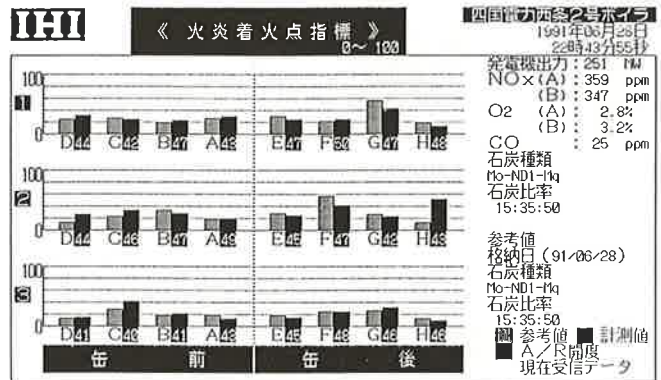 IHI
《 火炎着火点指標 》
0～ 100
四国電力西条2号ボイラ
1991年06月28日
22時43分55秒
発電機出力 : 251 MW
NOx (A) : 359 ppm
(B) : 347 ppm
O2 (A) : 2.8%
(B) : 3.2%
CO : 25 ppm
石炭種類
Mo-ND1-Mq
石炭比率
15:35:50
参考値
格納日 (91/06/28)
石炭種類
Mo-ND1-Mq
石炭比率
15:35:50
参考値 計測値
A/R開度
現在受信データ
100
1
0
D44 C42 B47 A48 E47 F50 G47 H48
100
2
0
D44 C46 B47 A49 E45 F47 G42 H48
100
3
0
D41 C40 B41 A48 E46 F48 G46 H46
缶 前 缶 後